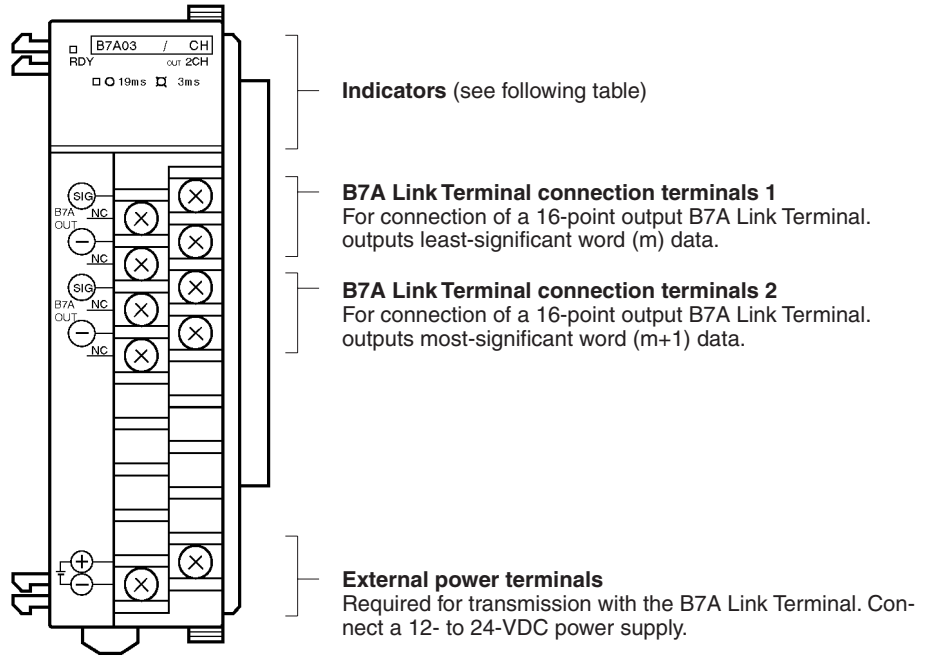 B7A03 / CH
RDY OUT 2CH
19ms 3ms
Indicators (see following table)
SIG
B7A OUT
NC
NC
B7A Link Terminal connection terminals 1
For connection of a 16-point output B7A Link Terminal.
outputs least-significant word (m) data.
SIG
B7A OUT
NC
NC
B7A Link Terminal connection terminals 2
For connection of a 16-point output B7A Link Terminal.
outputs most-significant word (m+1) data.
+
−
External power terminals
Required for transmission with the B7A Link Terminal. Con-
nect a 12- to 24-VDC power supply.